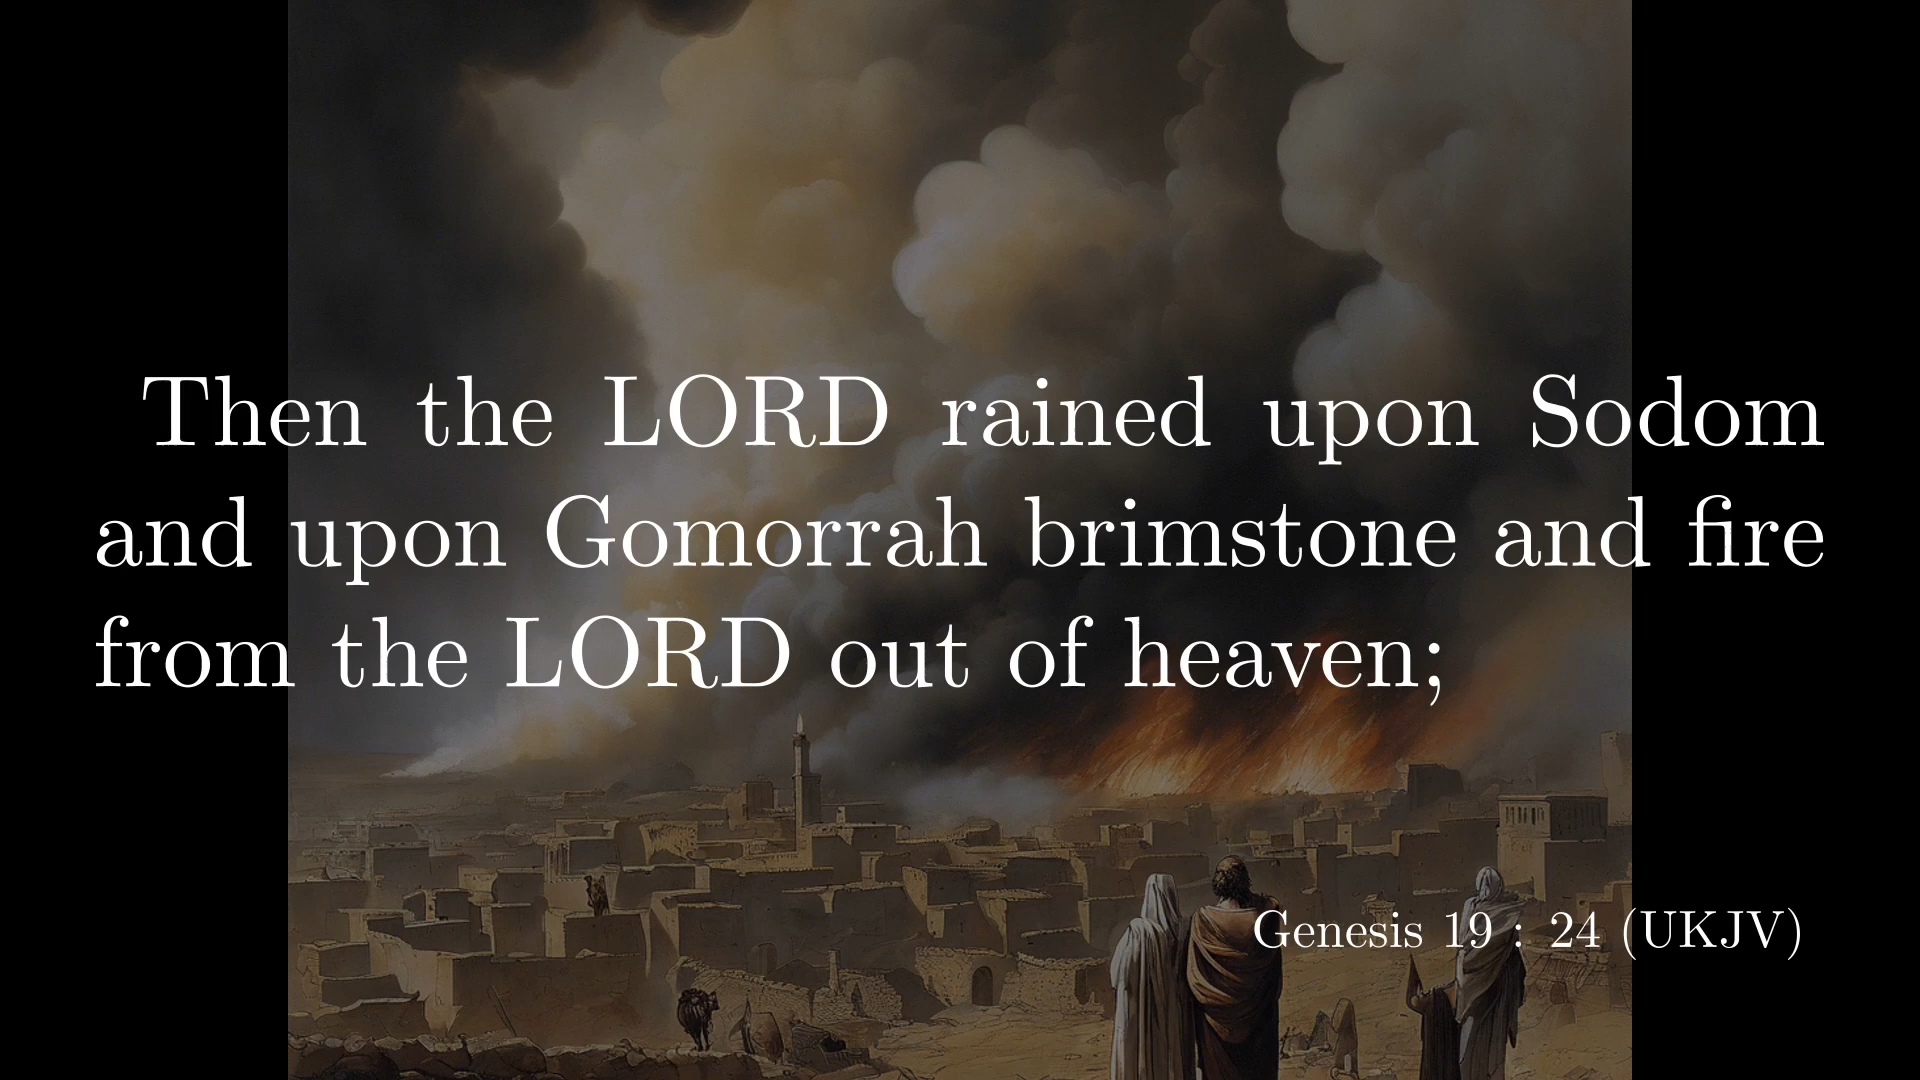 Then the LORD rained upon Sodom
and upon Gomorrah brimstone and fire
from the LORD out of heaven;
Genesis 19 : 24 (UKJV)